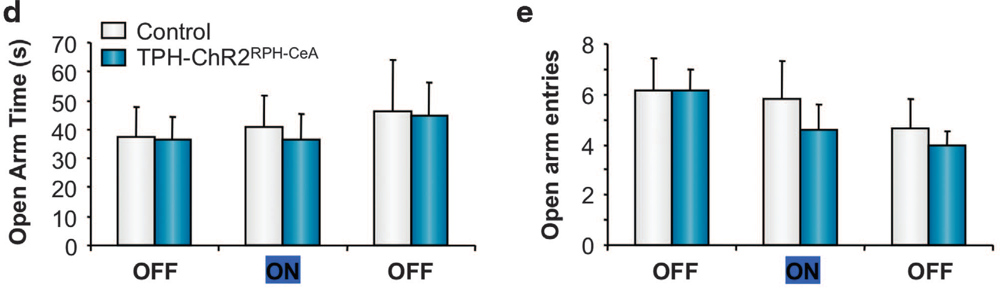 d
Control
TPH-ChR2RPH-CeA
Open Arm Time (s)
70
60
50
40
30
20
10
0
OFF ON OFF
e
Open arm entries
8
6
4
2
0
OFF ON OFF